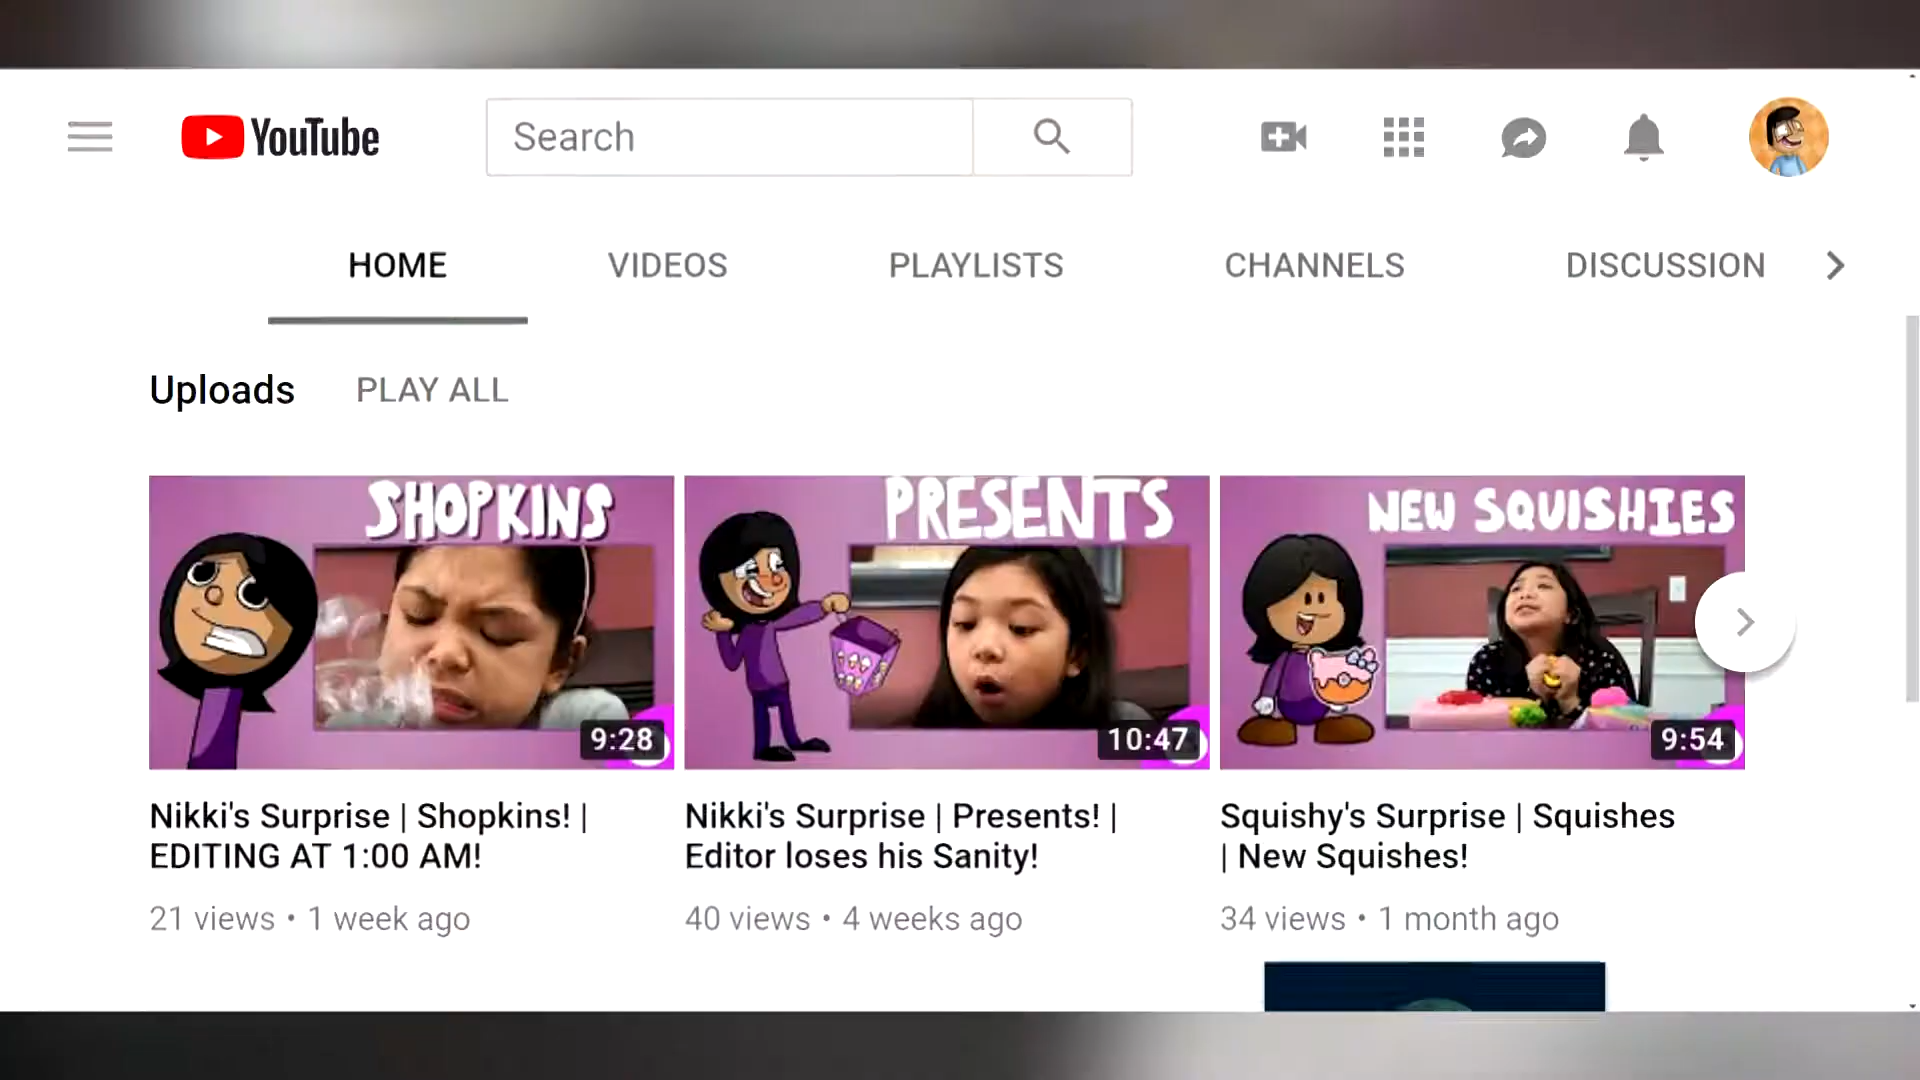 YouTube
Search
HOME
VIDEOS
PLAYLISTS
CHANNELS
DISCUSSION
Uploads
PLAY ALL
SHOPKINS
9:28
PRESENTS
10:47
NEW SQUISHIES
9:54
Nikki's Surprise | Shopkins! |
EDITING AT 1:00 AM!
21 views • 1 week ago
Nikki's Surprise | Presents! |
Editor loses his Sanity!
40 views • 4 weeks ago
Squishy's Surprise | Squishes
| New Squishes!
34 views • 1 month ago